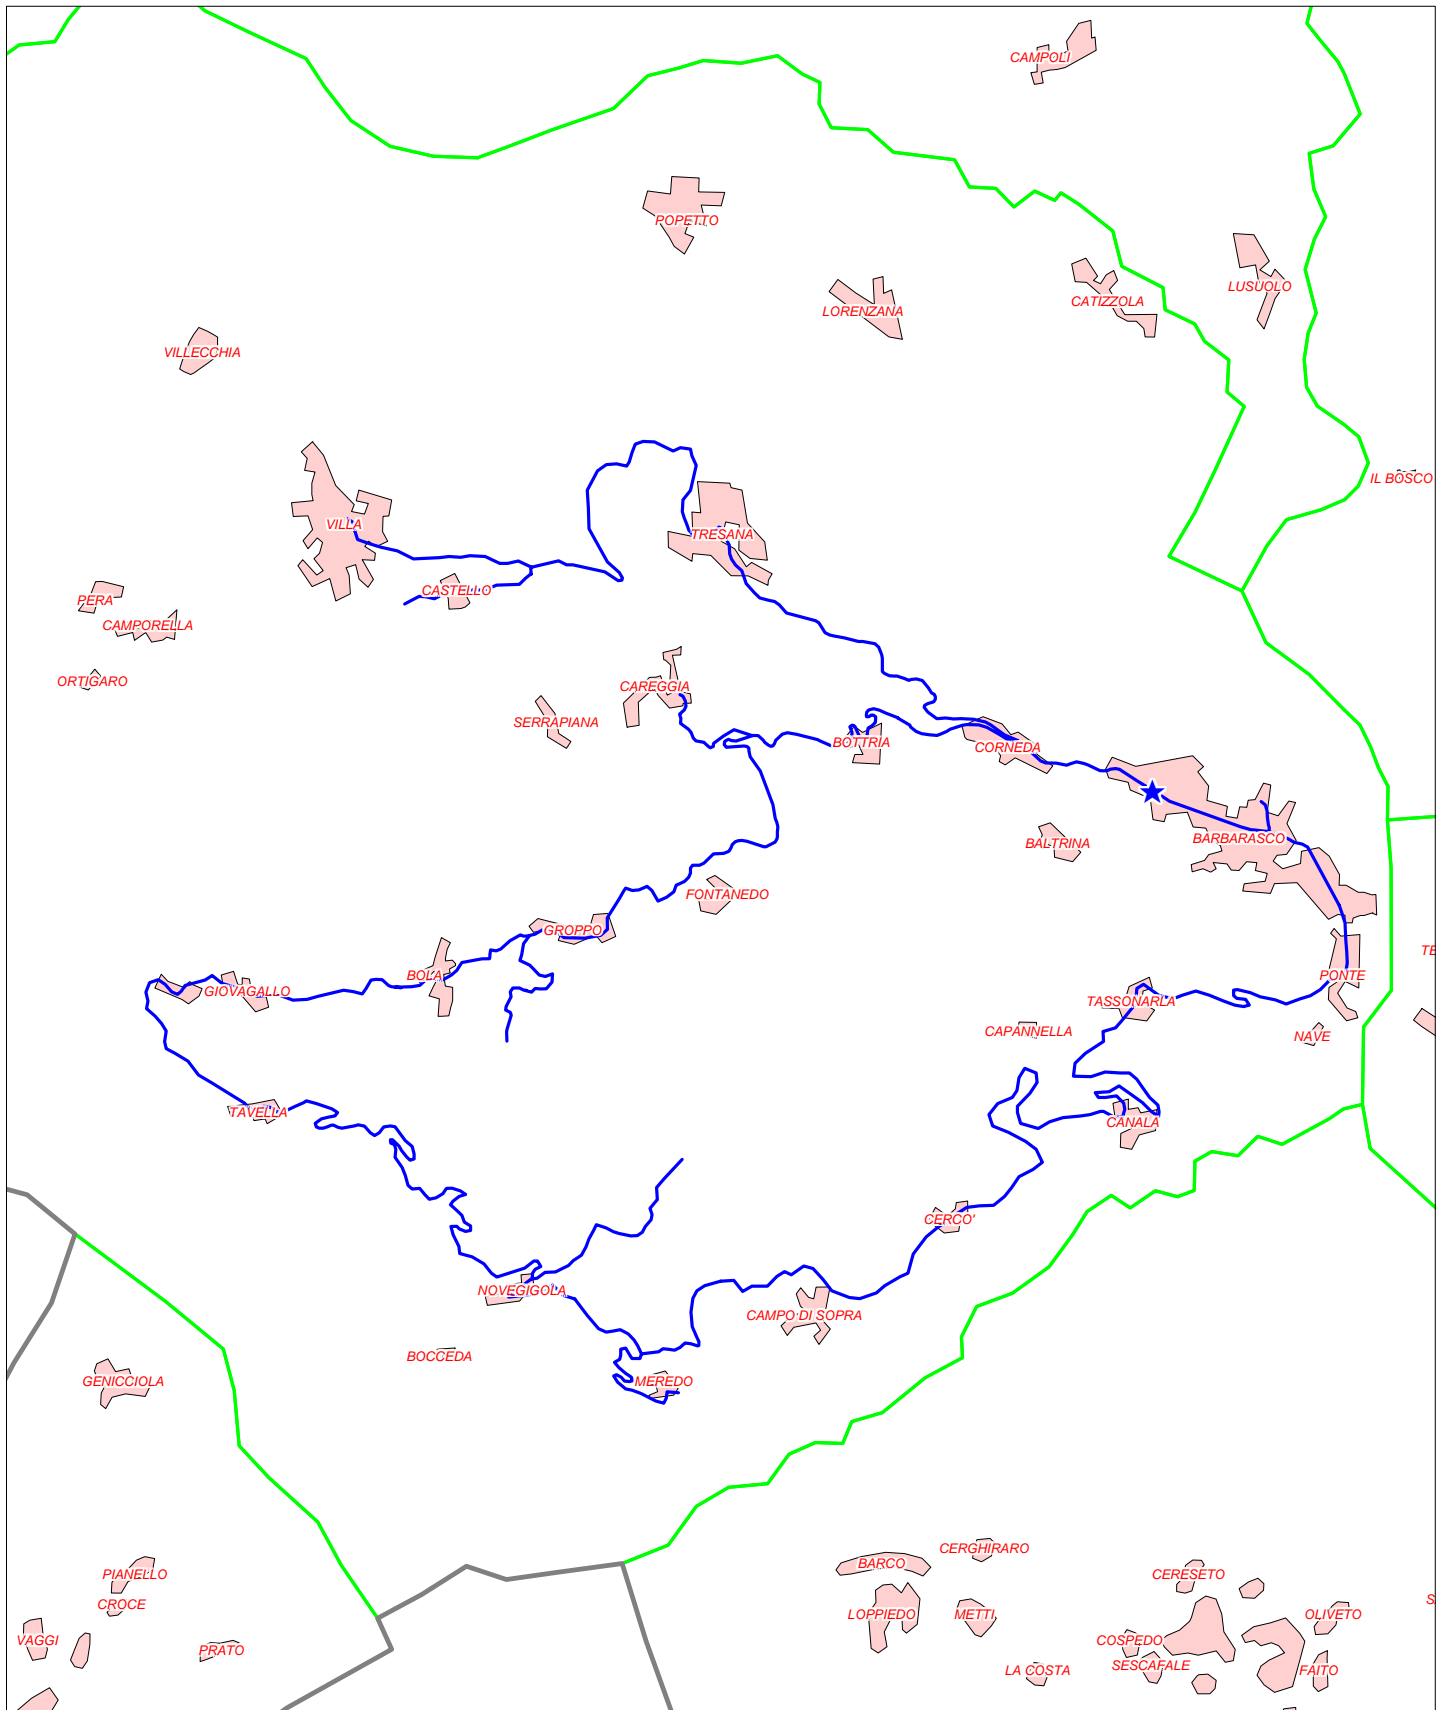 CAMPOLI
POPETTO
LUSUOLO
CATIZZOLA
LORENZANA
VILLECCHIA
IL BOSCO
VILLA
TRESANA
CASTELLO
PERA
CAMPORELLA
ORTIGARO
CAREGGIA
SERRAPIANA
BOTTRIA
CORNEDA
BARBARASCO
BALTRINA
FONTANEDO
GROPPO
TE
BOLA
PONTE
GIOVAGALLO
TASSONARLA
CAPANNELLA
NAVE
TAVELLA
CANALA
CERCO'
NOVEGIGOLA
CAMPO DI SOPRA
BOCCEDA
GENICCIOLA
MEREDO
CERGHIRARO
BARCO
PIANELLO
CERESETO
CROCE
S
LOPPIEDO
METTI
OLIVETO
VAGGI
COSPEDO
PRATO
SESCAFALE
LA COSTA
FAITO